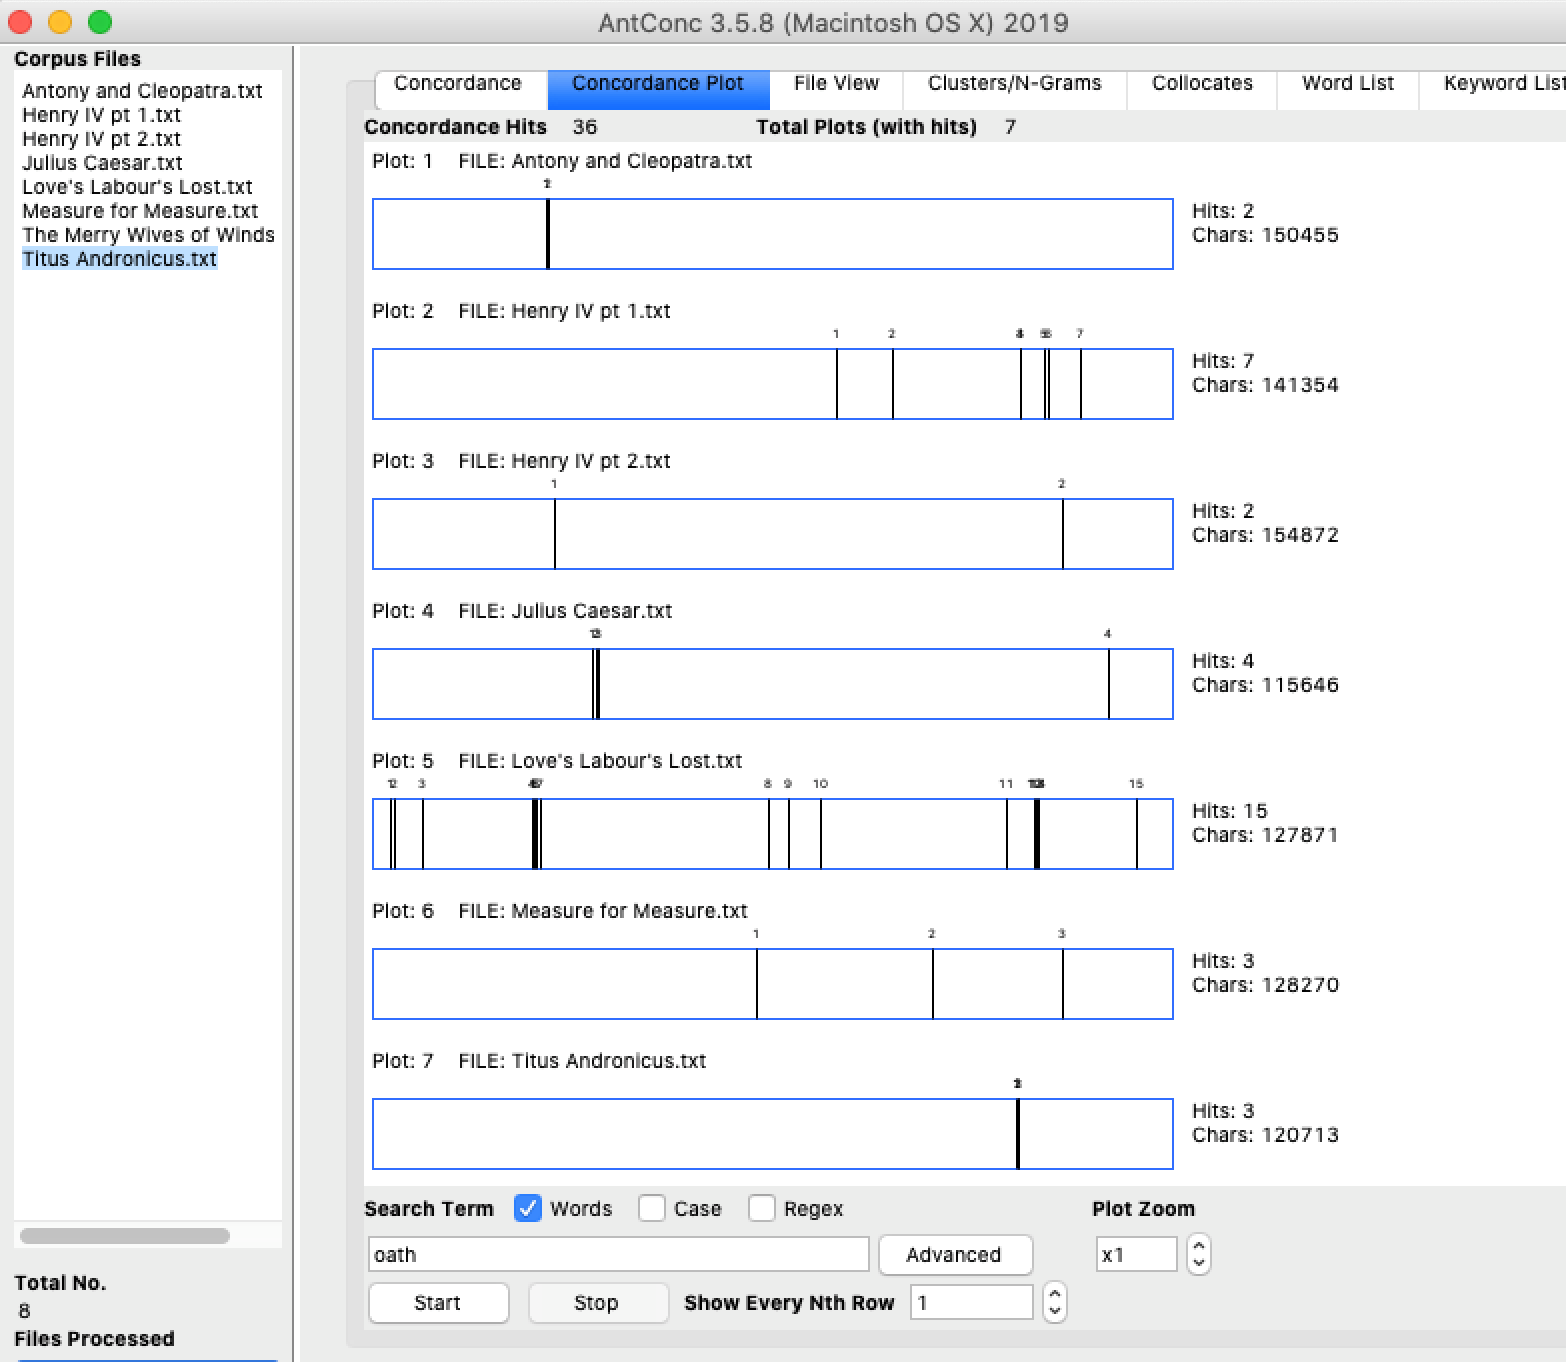 AntConc 3.5.8 (Macintosh OS X) 2019
Corpus Files
Antony and Cleopatra.txt
Henry IV pt 1.txt
Henry IV pt 2.txt
Julius Caesar.txt
Love's Labour's Lost.txt
Measure for Measure.txt
The Merry Wives of Winds
Titus Andronicus.txt
Total No.
8
Files Processed
Concordance Concordance Plot File View Clusters/N-Grams Collocates Word List Keyword List
Concordance Hits 36 Total Plots (with hits) 7
Plot: 1 FILE: Antony and Cleopatra.txt
Hits: 2
Chars: 150455
Plot: 2 FILE: Henry IV pt 1.txt
1 2 7
Hits: 7
Chars: 141354
Plot: 3 FILE: Henry IV pt 2.txt
1 2
Hits: 2
Chars: 154872
Plot: 4 FILE: Julius Caesar.txt
4
Hits: 4
Chars: 115646
Plot: 5 FILE: Love's Labour's Lost.txt
12 3 8 9 10 11 15
Hits: 15
Chars: 127871
Plot: 6 FILE: Measure for Measure.txt
1 2 3
Hits: 3
Chars: 128270
Plot: 7 FILE: Titus Andronicus.txt
Hits: 3
Chars: 120713
Search Term Words Case Regex Plot Zoom
oath Advanced x1
Start Stop Show Every Nth Row 1